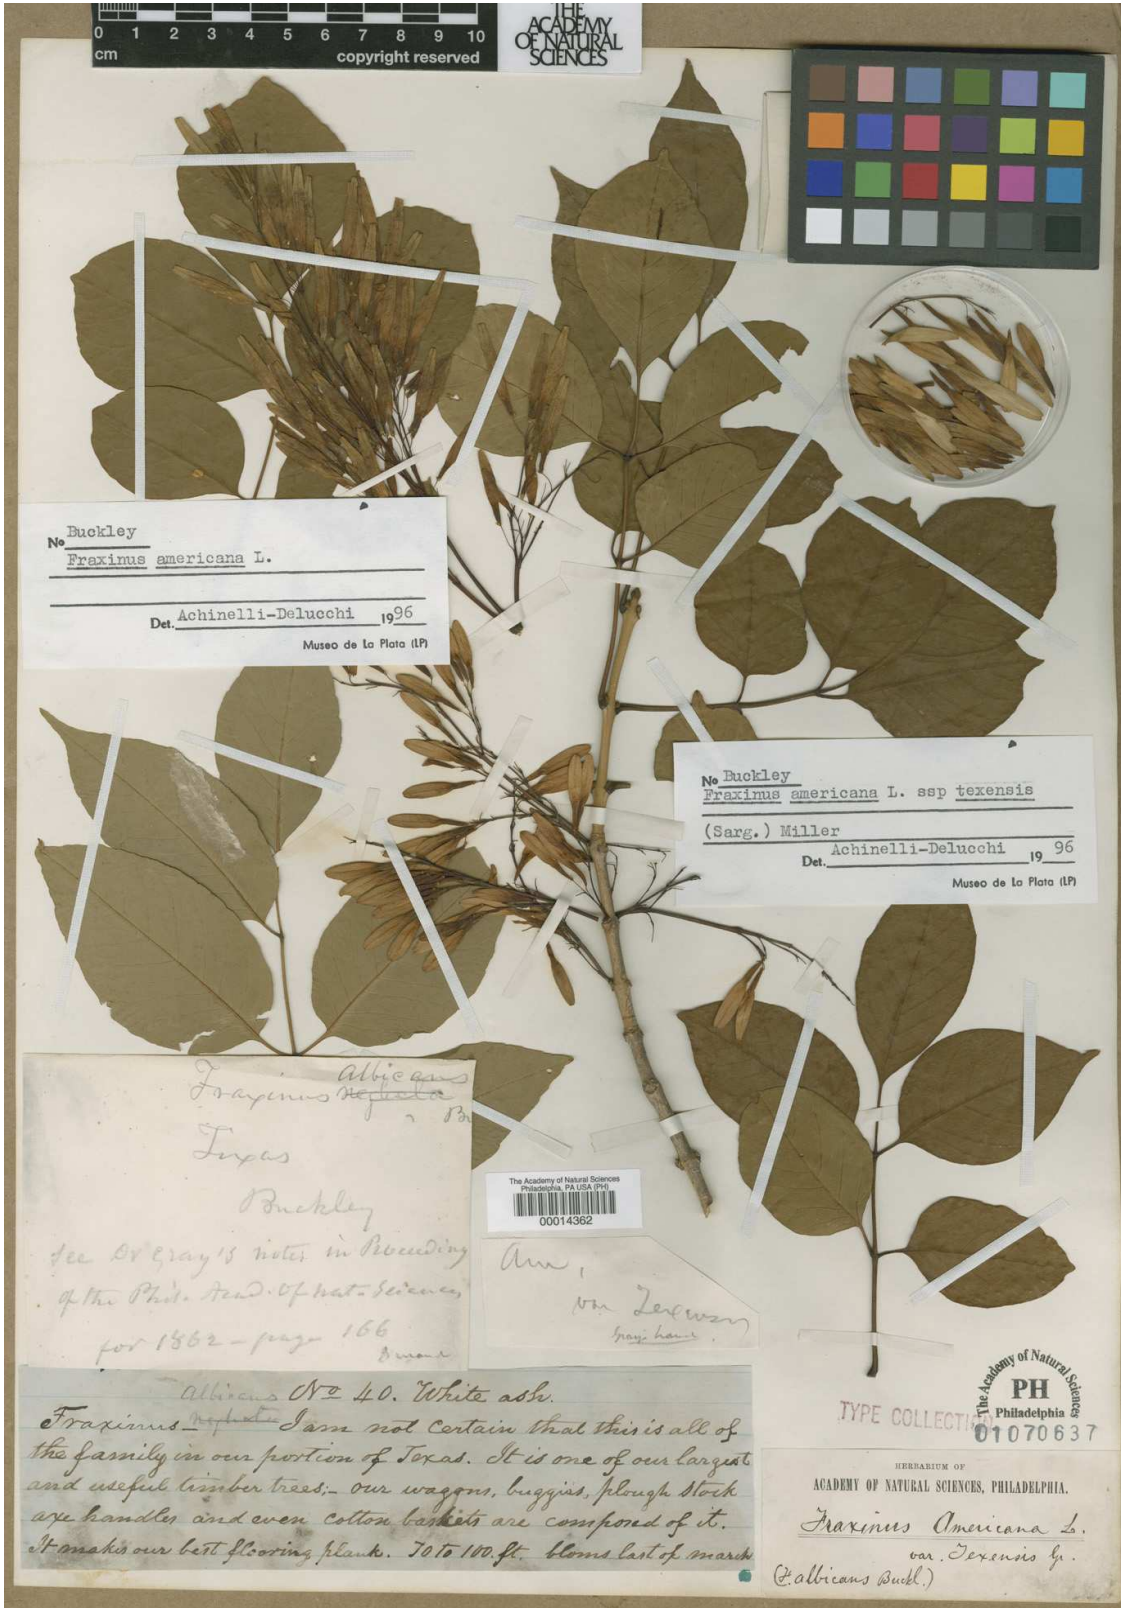 0 1 2 3 4 5 6 7 8 9 10
cm
copyright reserved
THE
ACADEMY
OF NATURAL
SCIENCES
No Buckley
Fraxinus americana L.
Det. Achinelli-Delucchi 1996
Museo de La Plata (LP)
No Buckley
Fraxinus americana L. ssp texensis
(Sarg.) Miller
Det. Achinelli-Delucchi 1996
Museo de La Plata (LP)
albicans
Fraxinus
Texas
Buckley
See Dr Gray's notes in Proceeding
of the Phil. Acad. of Nat. Sciences
for 1862 - page 166
The Academy of Natural Sciences
Philadelphia, PA USA (PH)
00014362
Am,
var Texensis
Gray's hand.
albicans No 40. White ash.
Fraxinus - I am not certain that this is all of
the family in our portion of Texas. It is one of our largest
and useful timber trees;- our wagons, buggies, plough stock
axe handles and even cotton baskets are composed of it.
It makes our best flooring plank. 70 to 100 ft. bloms last of march
The Academy of Natural Sciences
PH
Philadelphia
TYPE COLLECTION
01070637
HERBARIUM OF
ACADEMY OF NATURAL SCIENCES, PHILADELPHIA.
Fraxinus Americana L.
var. Texensis Gr.
(F. albicans Buckl.)